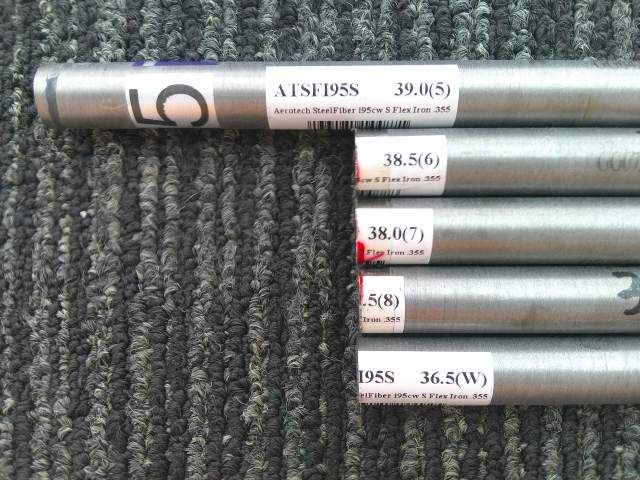 5
ATSFI95S 39.0(5)
Aerotech SteelFiber i95cw S Flex Iron .355
38.5(6)
cw S Flex Iron .355
38.0(7)
Flex Iron .355
.5(8)
Iron .355
I95S 36.5(W)
elFiber i95cw S Flex Iron .355